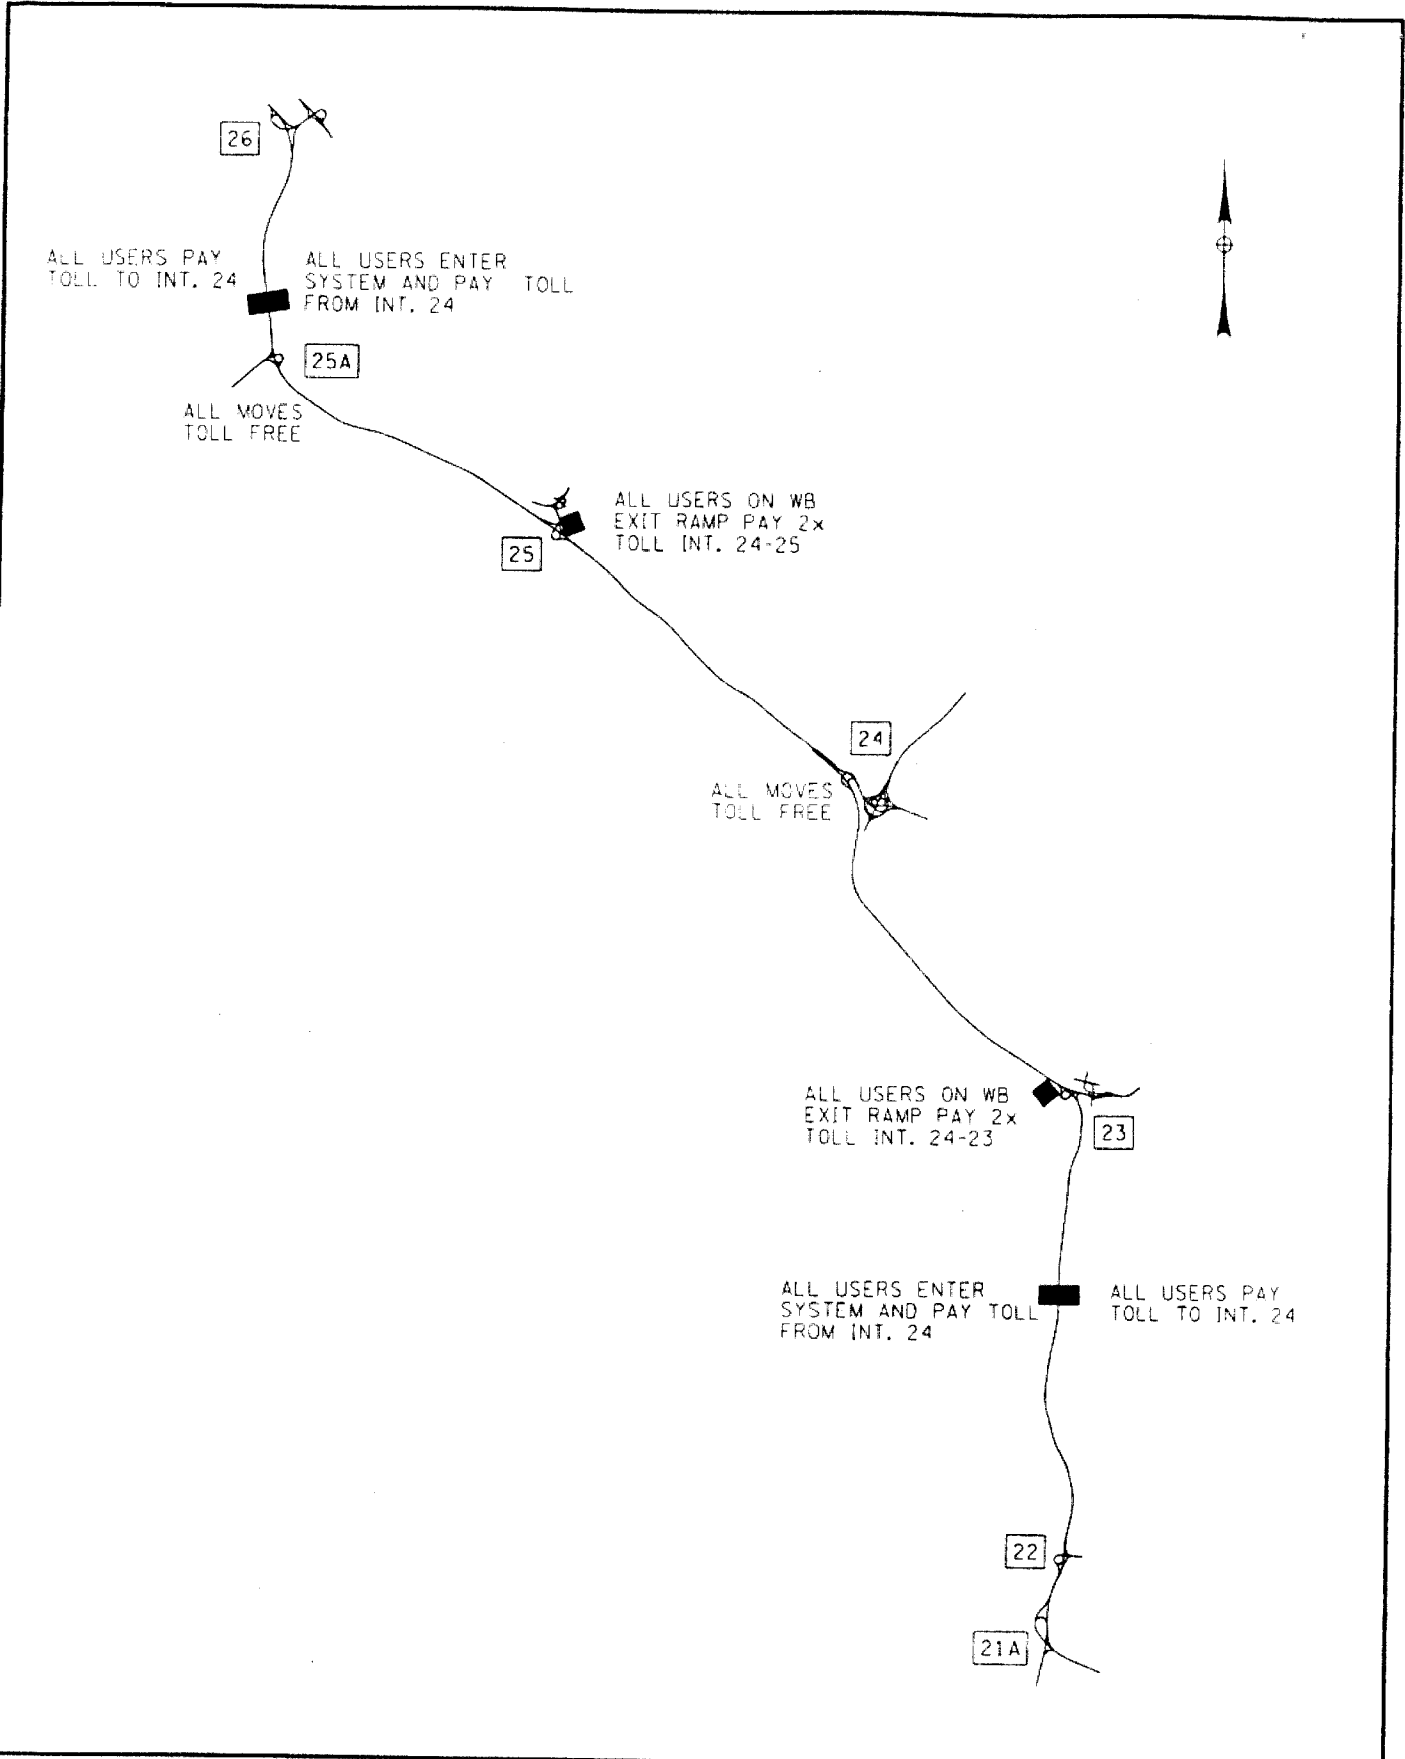 26
ALL USERS PAY
TOLL TO INT. 24
ALL USERS ENTER
SYSTEM AND PAY TOLL
FROM INT. 24
25A
ALL MOVES
TOLL FREE
ALL USERS ON WB
EXIT RAMP PAY 2x
TOLL INT. 24-25
25
24
ALL MOVES
TOLL FREE
ALL USERS ON WB
EXIT RAMP PAY 2x
TOLL INT. 24-23
23
ALL USERS ENTER
SYSTEM AND PAY TOLL
FROM INT. 24
ALL USERS PAY
TOLL TO INT. 24
22
21A